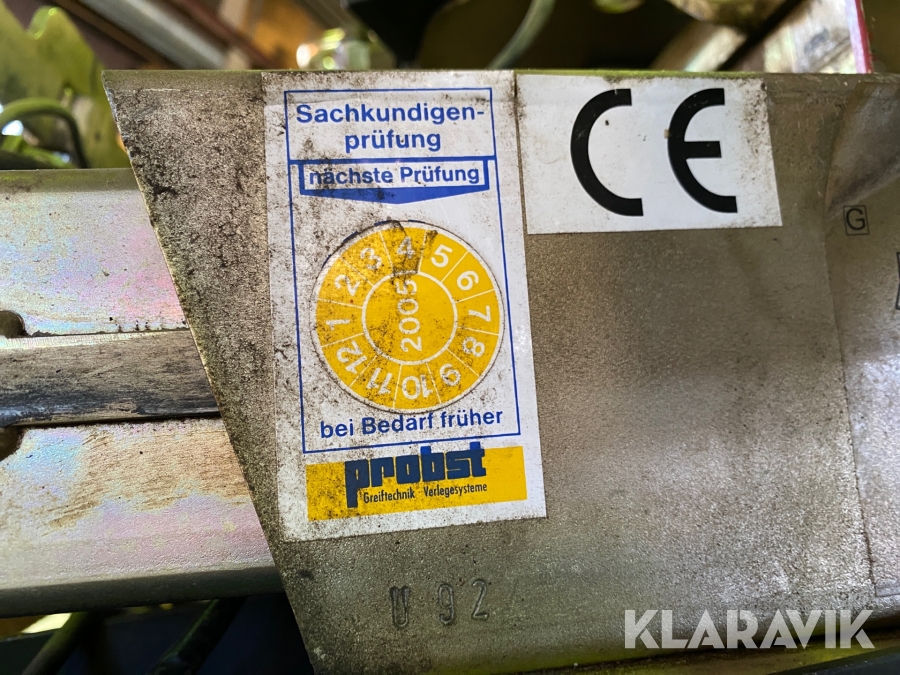 Sachkundigen-
prüfung
nächste Prüfung
1 2 3 4 5 6 7 8 9 10 11 12
2005
bei Bedarf früher
probst
Greiftechnik · Verlegesysteme
CE
G
U 92
KLARAVIK